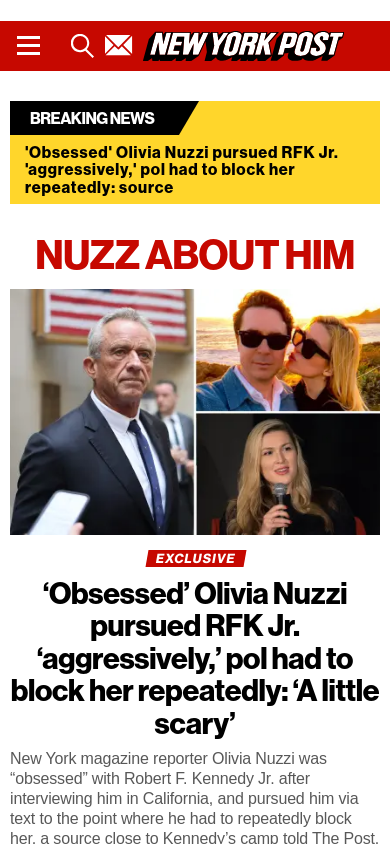 NEW YORK POST
BREAKING NEWS
'Obsessed' Olivia Nuzzi pursued RFK Jr.
'aggressively,' pol had to block her
repeatedly: source
NUZZ ABOUT HIM
EXCLUSIVE
‘Obsessed’ Olivia Nuzzi
pursued RFK Jr.
‘aggressively,’ pol had to
block her repeatedly: ‘A little
scary’
New York magazine reporter Olivia Nuzzi was
“obsessed” with Robert F. Kennedy Jr. after
interviewing him in California, and pursued him via
text to the point where he had to repeatedly block
her, a source close to Kennedy’s camp told The Post.